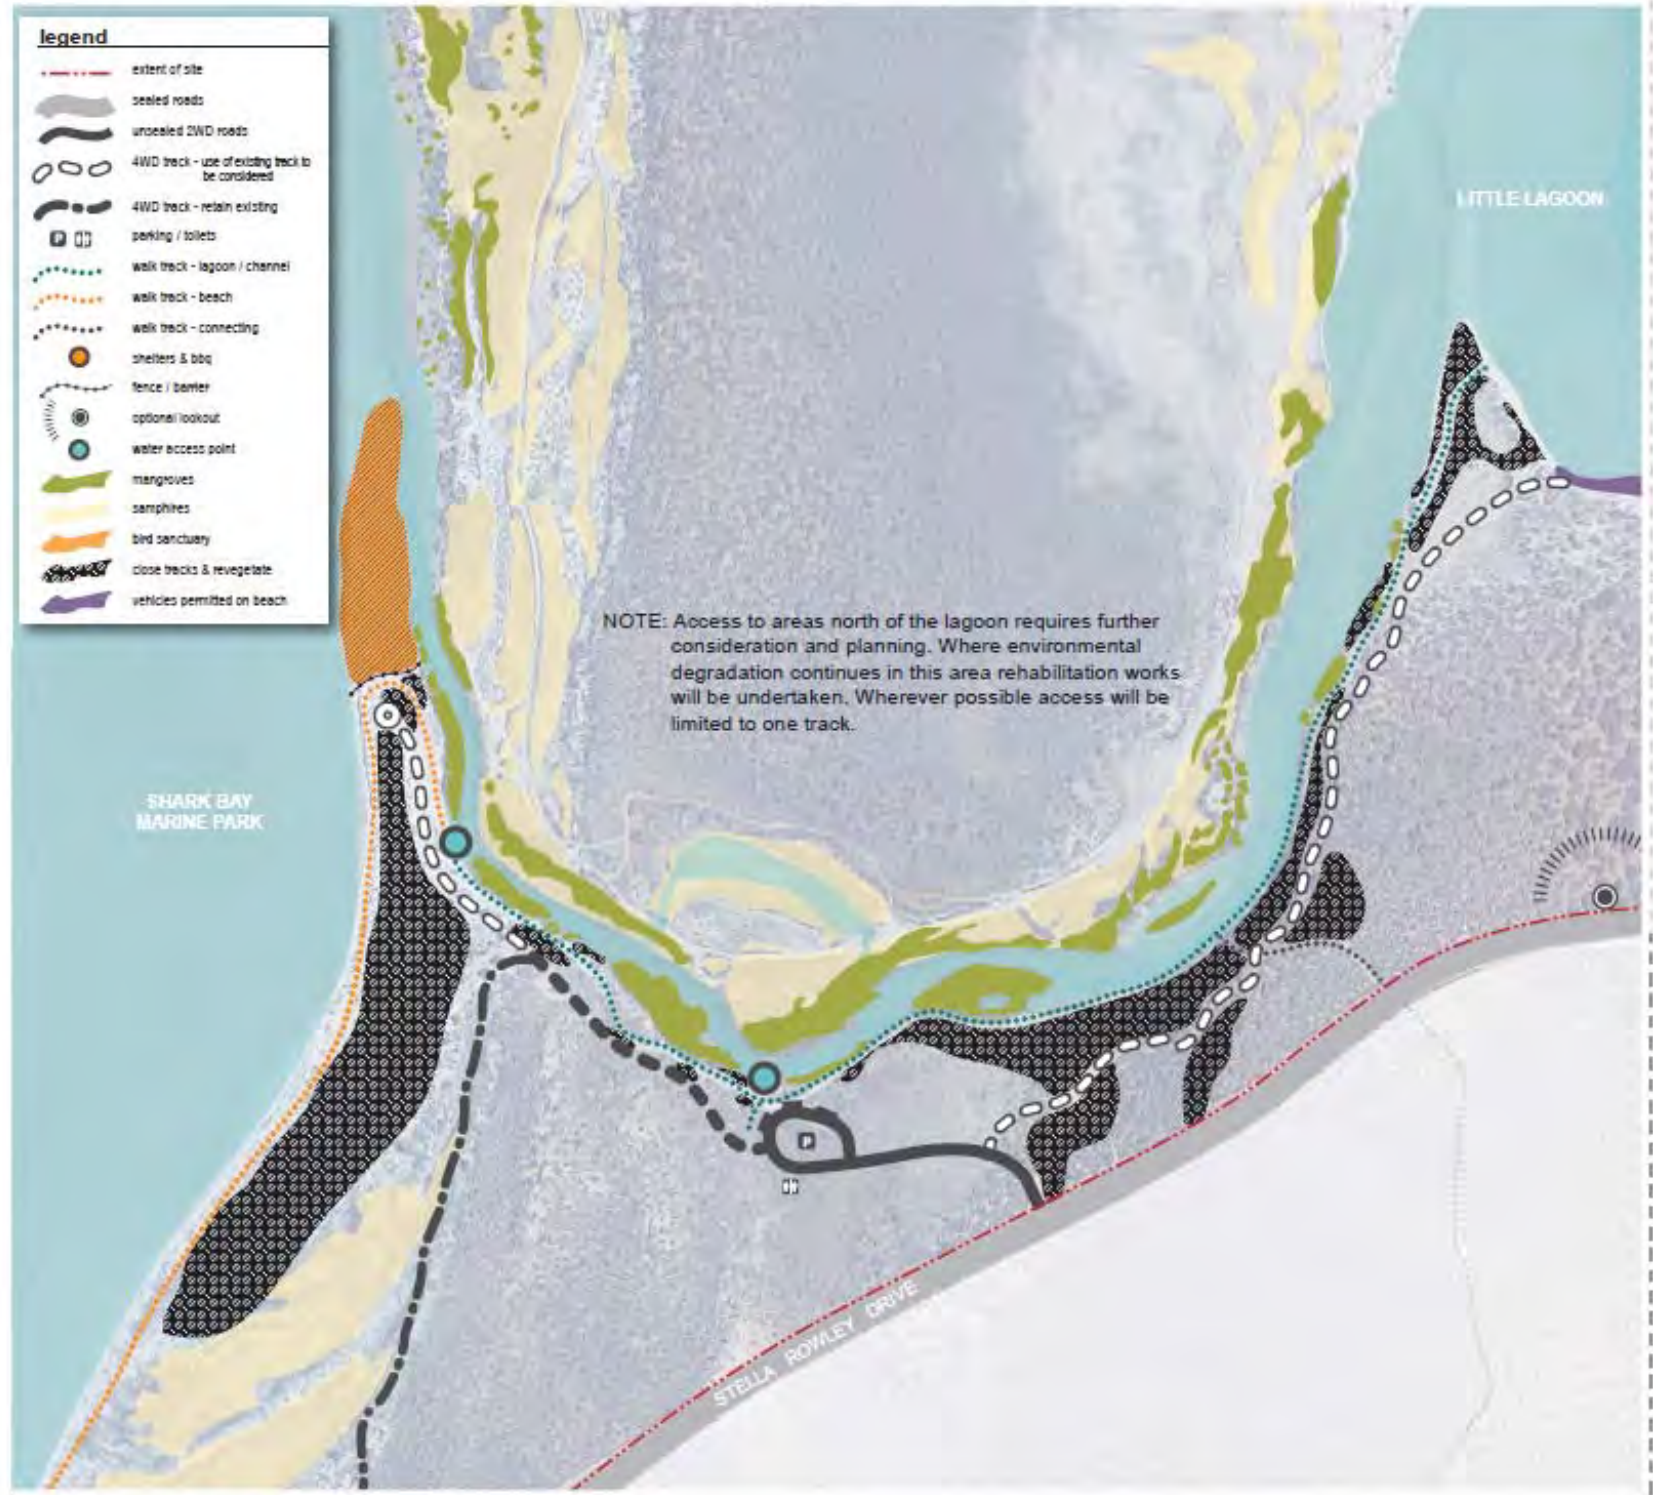 legend
extent of site
sealed roads
unsealed 2WD roads
4WD track - use of existing track to
be considered
4WD track - retain existing
P
parking / toilets
walk track - lagoon / channel
walk track - beach
walk track - connecting
shelters & bbq
fence / barrier
optional lookout
water access point
mangroves
samphires
bird sanctuary
close tracks & revegetate
vehicles permitted on beach
LITTLE LAGOON
NOTE: Access to areas north of the lagoon requires further
consideration and planning. Where environmental
degradation continues in this area rehabilitation works
will be undertaken. Wherever possible access will be
limited to one track.
SHARK BAY
MARINE PARK
P
STELLA ROWLEY DRIVE